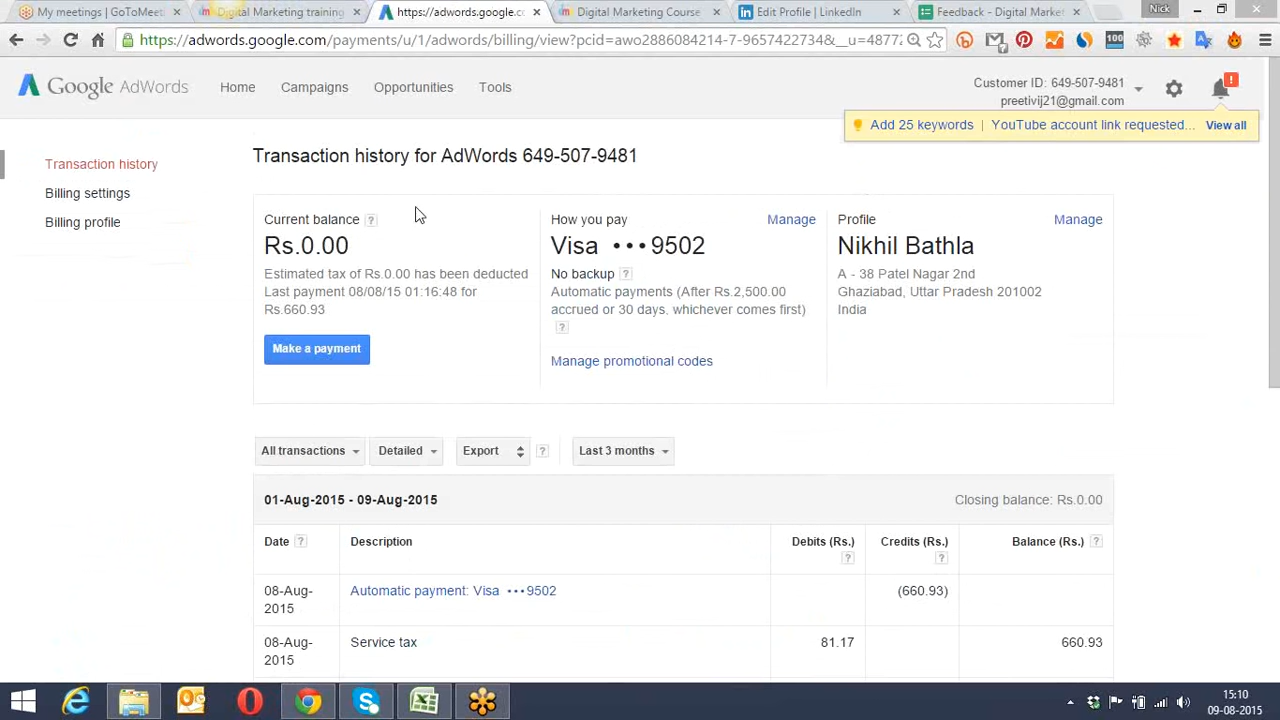 My meetings | GoToMeeti
Digital Marketing training
https://adwords.google.co
Digital Marketing Course
Edit Profile | LinkedIn
Feedback - Digital Market
Nick
https://adwords.google.com/payments/u/1/adwords/billing/view?pcid=awo2886084214-7-9657422734&__u=4877
100
Google AdWords
Home
Campaigns
Opportunities
Tools
Customer ID: 649-507-9481
preetivij21@gmail.com
!
Add 25 keywords | YouTube account link requested... View all
Transaction history
Billing settings
Billing profile
Transaction history for AdWords 649-507-9481
Current balance ?
Rs.0.00
Estimated tax of Rs.0.00 has been deducted
Last payment 08/08/15 01:16:48 for
Rs.660.93
Make a payment
How you pay
Manage
Visa •••9502
No backup ?
Automatic payments (After Rs.2,500.00
accrued or 30 days. whichever comes first)
?
Manage promotional codes
Profile
Manage
Nikhil Bathla
A - 38 Patel Nagar 2nd
Ghaziabad, Uttar Pradesh 201002
India
All transactions
Detailed
Export
?
Last 3 months
01-Aug-2015 - 09-Aug-2015
Closing balance: Rs.0.00
Date ?
Description
Debits (Rs.) ?
Credits (Rs.) ?
Balance (Rs.) ?
08-Aug-
2015
Automatic payment: Visa •••9502
(660.93)
08-Aug-
2015
Service tax
81.17
660.93
15:10
09-08-2015